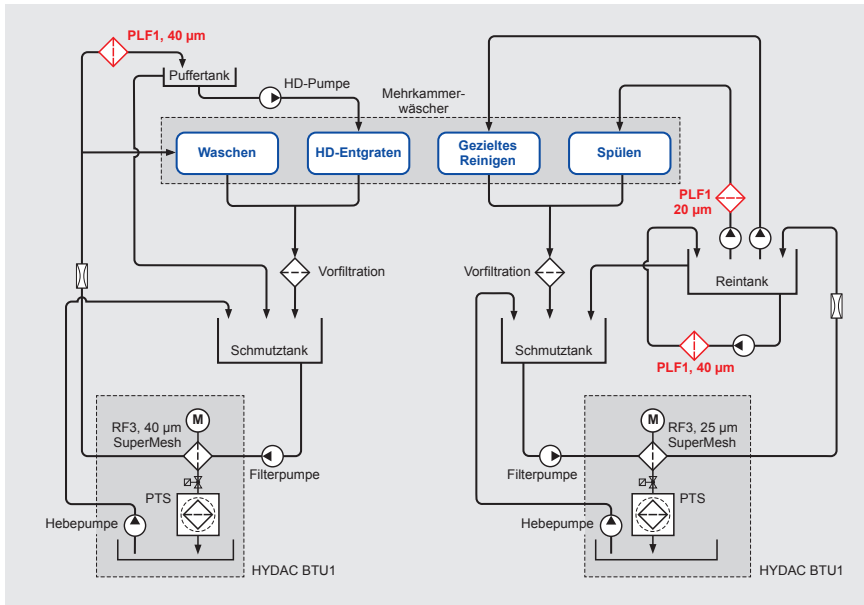 PLF1, 40 µm
Puffertank
HD-Pumpe
Mehrkammer-
wäscher
Waschen
HD-Entgraten
Gezieltes
Reinigen
Spülen
PLF1
20 µm
Vorfiltration
Vorfiltration
Reintank
Schmutztank
Schmutztank
PLF1, 40 µm
M
RF3, 40 µm
SuperMesh
Filterpumpe
PTS
Hebepumpe
HYDAC BTU1
M
RF3, 25 µm
SuperMesh
Filterpumpe
PTS
Hebepumpe
HYDAC BTU1